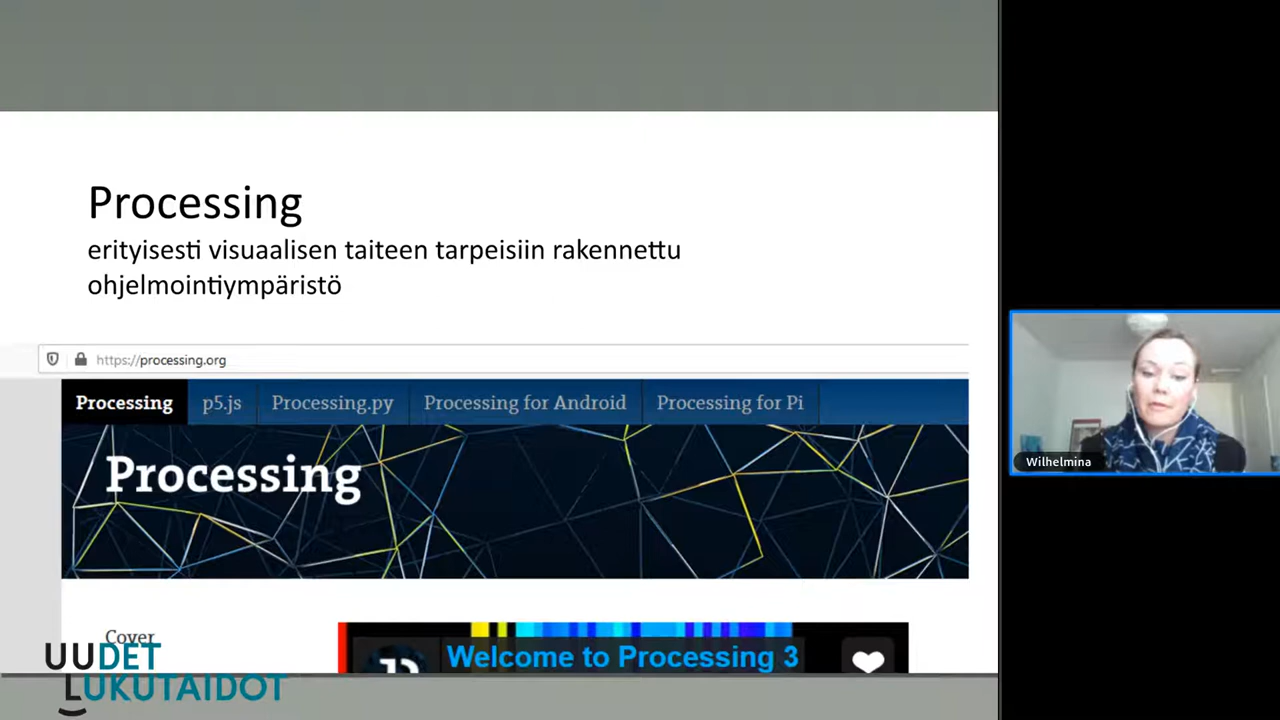 Processing
erityisesti visuaalisen taiteen tarpeisiin rakennettu
ohjelmointiympäristö
https://processing.org
Processing p5.js Processing.py Processing for Android Processing for Pi
Processing
Cover
Welcome to Processing 3
UUDET
LUKUTAIDOT
Wilhelmina